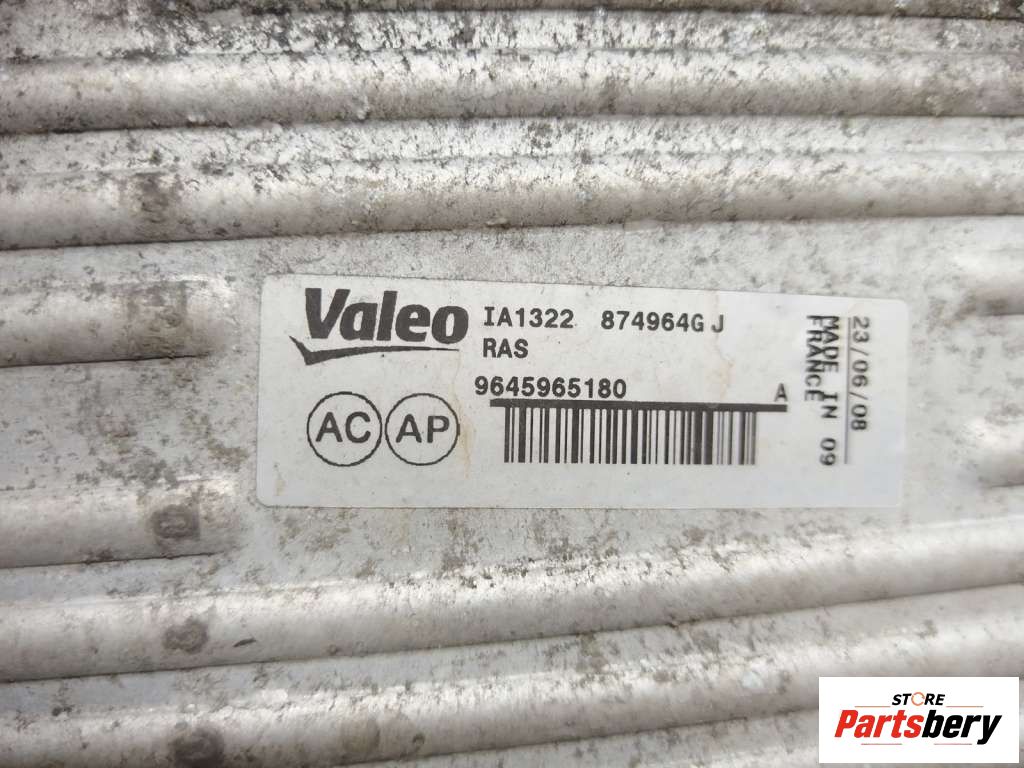 Valeo IA1322 874964G J
RAS
9645965180 A
AC AP
23/06/08
MADE IN 09
FRANCE
STORE
Partsbery